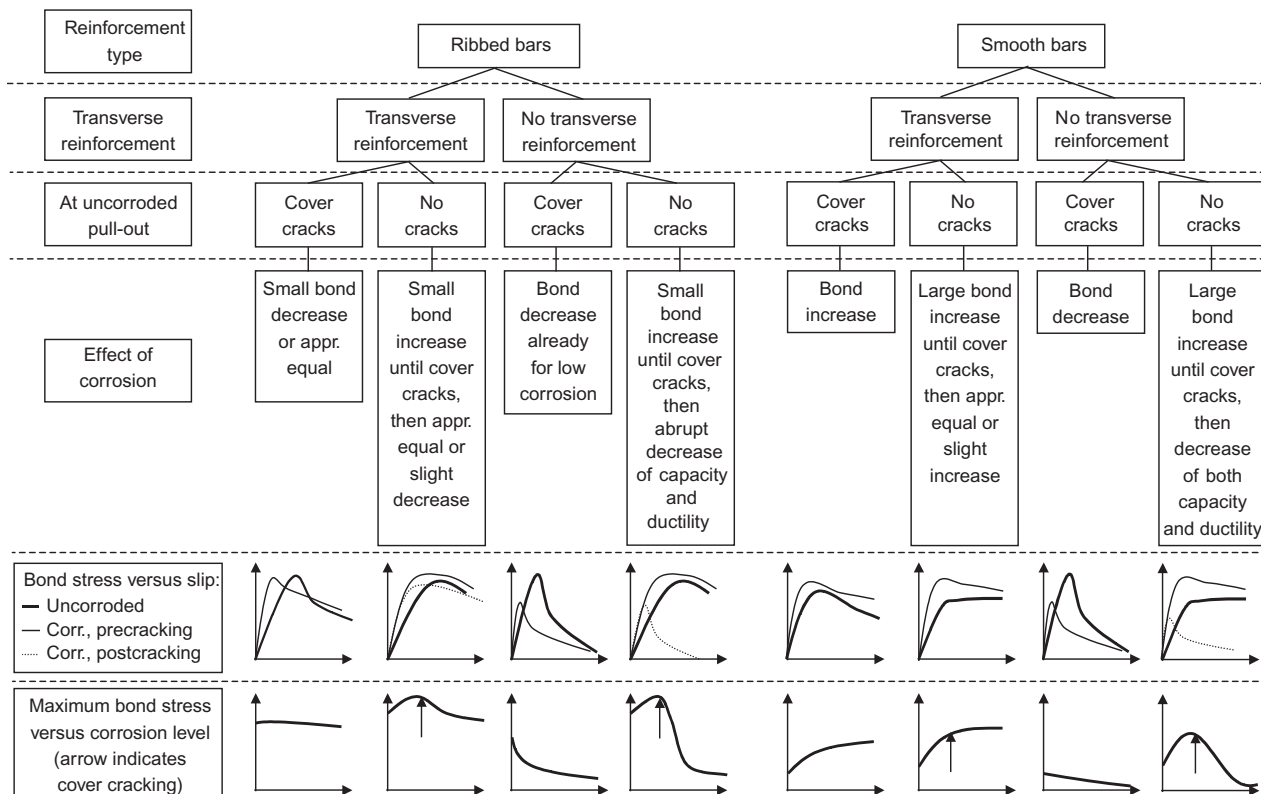 Reinforcement
type
Ribbed bars
Smooth bars
Transverse
reinforcement
Transverse
reinforcement
No transverse
reinforcement
Transverse
reinforcement
No transverse
reinforcement
At uncorroded
pull-out
Cover
cracks
No
cracks
Cover
cracks
No
cracks
Cover
cracks
No
cracks
Cover
cracks
No
cracks
Effect of
corrosion
Small bond
decrease
or appr.
equal
Small
bond
increase
until cover
cracks,
then appr.
equal or
slight
decrease
Bond
decrease
already
for low
corrosion
Small
bond
increase
until cover
cracks,
then
abrupt
decrease
of capacity
and
ductility
Bond
increase
Large bond
increase
until cover
cracks,
then appr.
equal or
slight
increase
Bond
decrease
Large
bond
increase
until cover
cracks,
then
decrease
of both
capacity
and ductility
Bond stress versus slip:
Uncorroded
Corr., precracking
Corr., postcracking
Maximum bond stress
versus corrosion level
(arrow indicates
cover cracking)